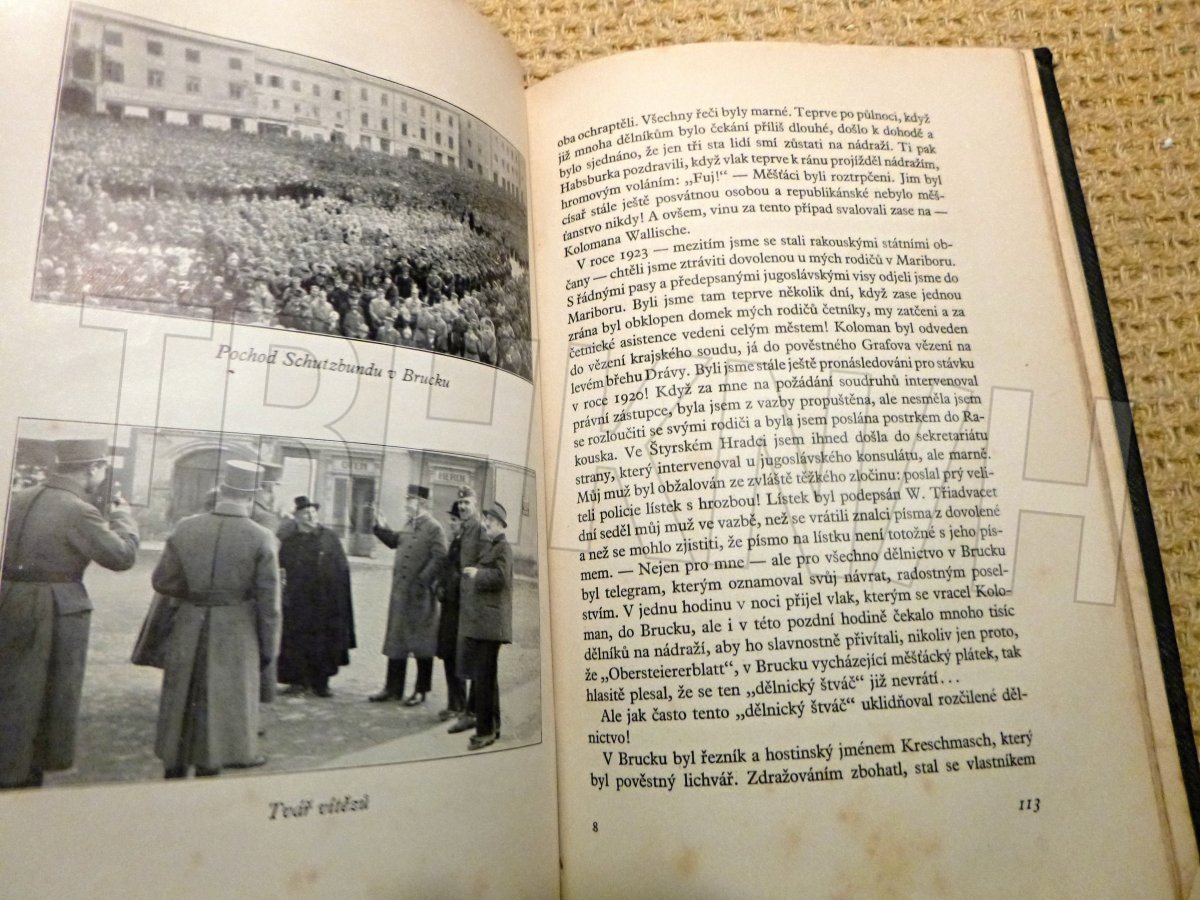 Pochod Schutzbundu v Brucku
Tvář vítězů
oba ochraptěli. Všechny řeči byly marné. Teprve po půlnoci, když
již mnoha dělníkům bylo čekání příliš dlouhé, došlo k dohodě a
bylo sjednáno, že jen tři sta lidí smí zůstati na nádraží. Ti pak
Habsburka pozdravili, když vlak teprve k ránu projížděl nádražím,
hromovým voláním: „Fuj!“ — Měšťáci byli roztrpčeni. Jim byl
císař stále ještě posvátnou osobou a republikánské nebylo měš-
ťanstvo nikdy! A ovšem, vinu za tento případ svalovali zase na —
Kolomana Wallische.
V roce 1923 — mezitím jsme se stali rakouskými státními ob-
čany — chtěli jsme ztráviti dovolenou u mých rodičů v Mariboru.
S řádnými pasy a předepsanými jugoslávskými visy odjeli jsme do
Mariboru. Byli jsme tam teprve několik dní, když zase jednou
zrána byl obklopen domek mých rodičů četníky, my zatčeni a za
četnické asistence vedeni celým městem! Koloman byl odveden
do vězení krajského soudu, já do pověstného Grafova vězení na
levém břehu Drávy. Byli jsme stále ještě pronásledováni pro stávku
v roce 1920! Když za mne na požádání soudruhů intervenoval
právní zástupce, byla jsem z vazby propuštěna, ale nesměla jsem
se rozloučiti se svými rodiči a byla jsem poslána postrkem do Ra-
kouska. Ve Štyrském Hradci jsem ihned došla do sekretariátu
strany, který intervenoval u jugoslávského konsulátu, ale marně.
Můj muž byl obžalován ze zvláště těžkého zločinu: poslal prý veli-
teli policie lístek s hrozbou! Lístek byl podepsán W. Třiadvacet
dní seděl můj muž ve vazbě, než se vrátili znalci písma z dovolené
a než se mohlo zjistiti, že písmo na lístku není totožné s jeho pís-
mem. — Nejen pro mne — ale pro všechno dělnictvo v Brucku
byl telegram, kterým oznamoval svůj návrat, radostným posel-
stvím. V jednu hodinu v noci přijel vlak, kterým se vracel Kolo-
man, do Brucku, ale i v této pozdní hodině čekalo mnoho tisíc
dělníků na nádraží, aby ho slavnostně přivítali, nikoliv jen proto,
že „Obersteiererblatt“, v Brucku vycházející měšťácký plátek, tak
hlasitě plesal, že se ten „dělnický štváč“ již nevrátí...
Ale jak často tento „dělnický štváč“ uklidňoval rozčilené děl-
nictvo!
V Brucku byl řezník a hostinský jménem Kreschmasch, který
byl pověstný lichvář. Zdražováním zbohatl, stal se vlastníkem
113
8